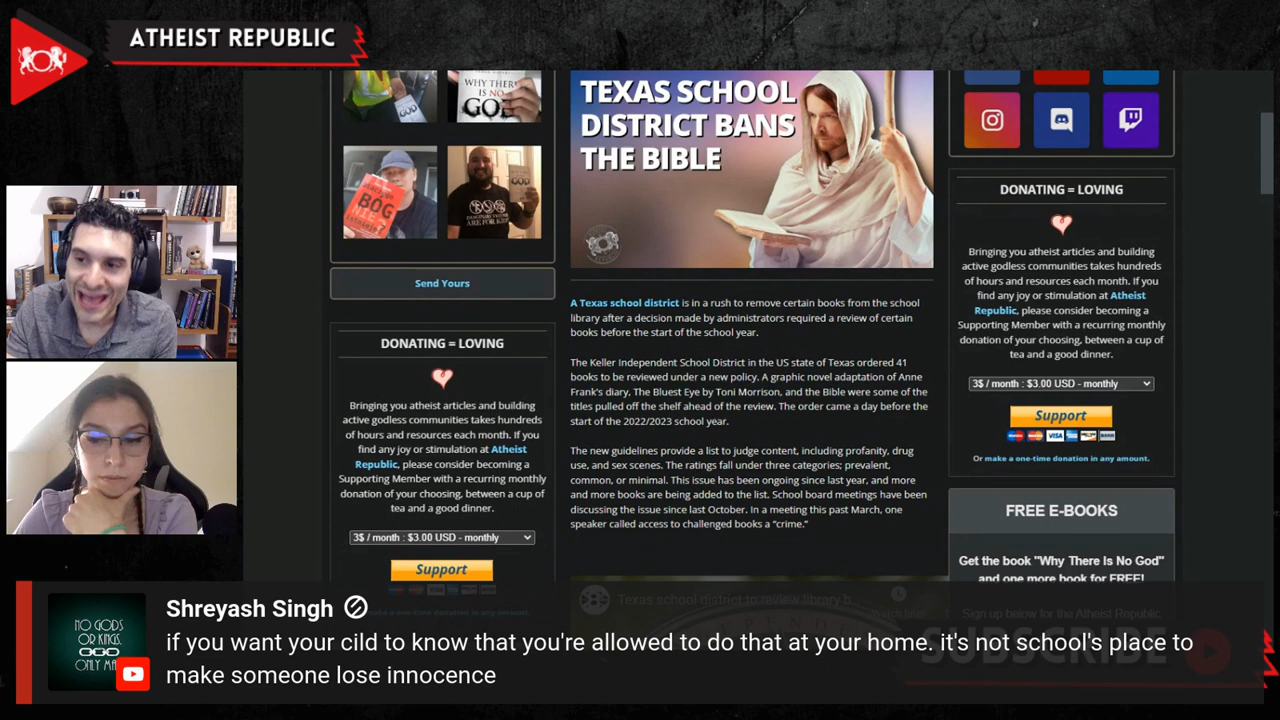 ATHEIST REPUBLIC
WHY THERE
IS NO
GOD
BÓG
Send Yours
DONATING = LOVING
Bringing you atheist articles and building
active godless communities takes hundreds
of hours and resources each month. If you
find any joy or stimulation at Atheist
Republic, please consider becoming a
Supporting Member with a recurring monthly
donation of your choosing, between a cup of
tea and a good dinner.
3$ / month : $3.00 USD - monthly
Support
TEXAS SCHOOL
DISTRICT BANS
THE BIBLE
A Texas school district is in a rush to remove certain books from the school
library after a decision made by administrators required a review of certain
books before the start of the school year.
The Keller Independent School District in the US state of Texas ordered 41
books to be reviewed under a new policy. A graphic novel adaptation of Anne
Frank's diary, The Bluest Eye by Toni Morrison, and the Bible were some of the
titles pulled off the shelf ahead of the review. The order came a day before the
start of the 2022/2023 school year.
The new guidelines provide a list to judge content, including profanity, drug
use, and sex scenes. The ratings fall under three categories; prevalent,
common, or minimal. This issue has been ongoing since last year, and more
and more books are being added to the list. School board meetings have been
discussing the issue since last October. In a meeting this past March, one
speaker called access to challenged books a “crime.”
Texas school district to review library b...
DONATING = LOVING
Bringing you atheist articles and building
active godless communities takes hundreds
of hours and resources each month. If you
find any joy or stimulation at Atheist
Republic, please consider becoming a
Supporting Member with a recurring monthly
donation of your choosing, between a cup of
tea and a good dinner.
3$ / month : $3.00 USD - monthly
Support
Or make a one-time donation in any amount.
FREE E-BOOKS
Get the book "Why There Is No God"
and one more book for FREE!
Sign up below for the Atheist Republic
SUBSCRIBE
NO GODS
OR KINGS.
ONLY MA
Shreyash Singh
if you want your cild to know that you're allowed to do that at your home. it's not school's place to
make someone lose innocence